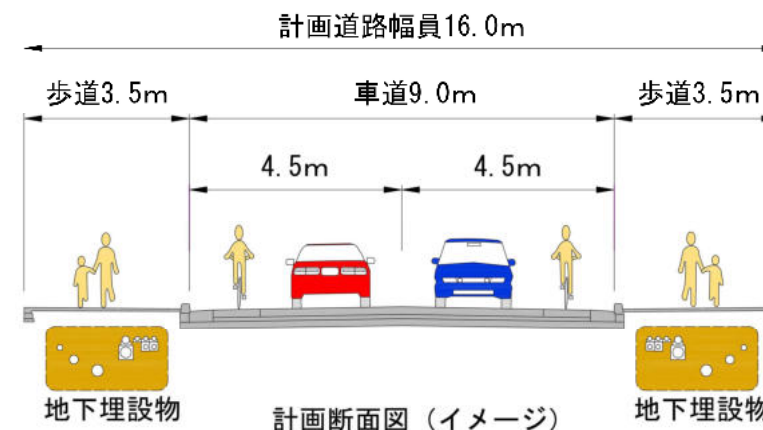 計画道路幅員16.0m
歩道3.5m
車道9.0m
歩道3.5m
4.5m
4.5m
地下埋設物
計画断面図（イメージ）
地下埋設物